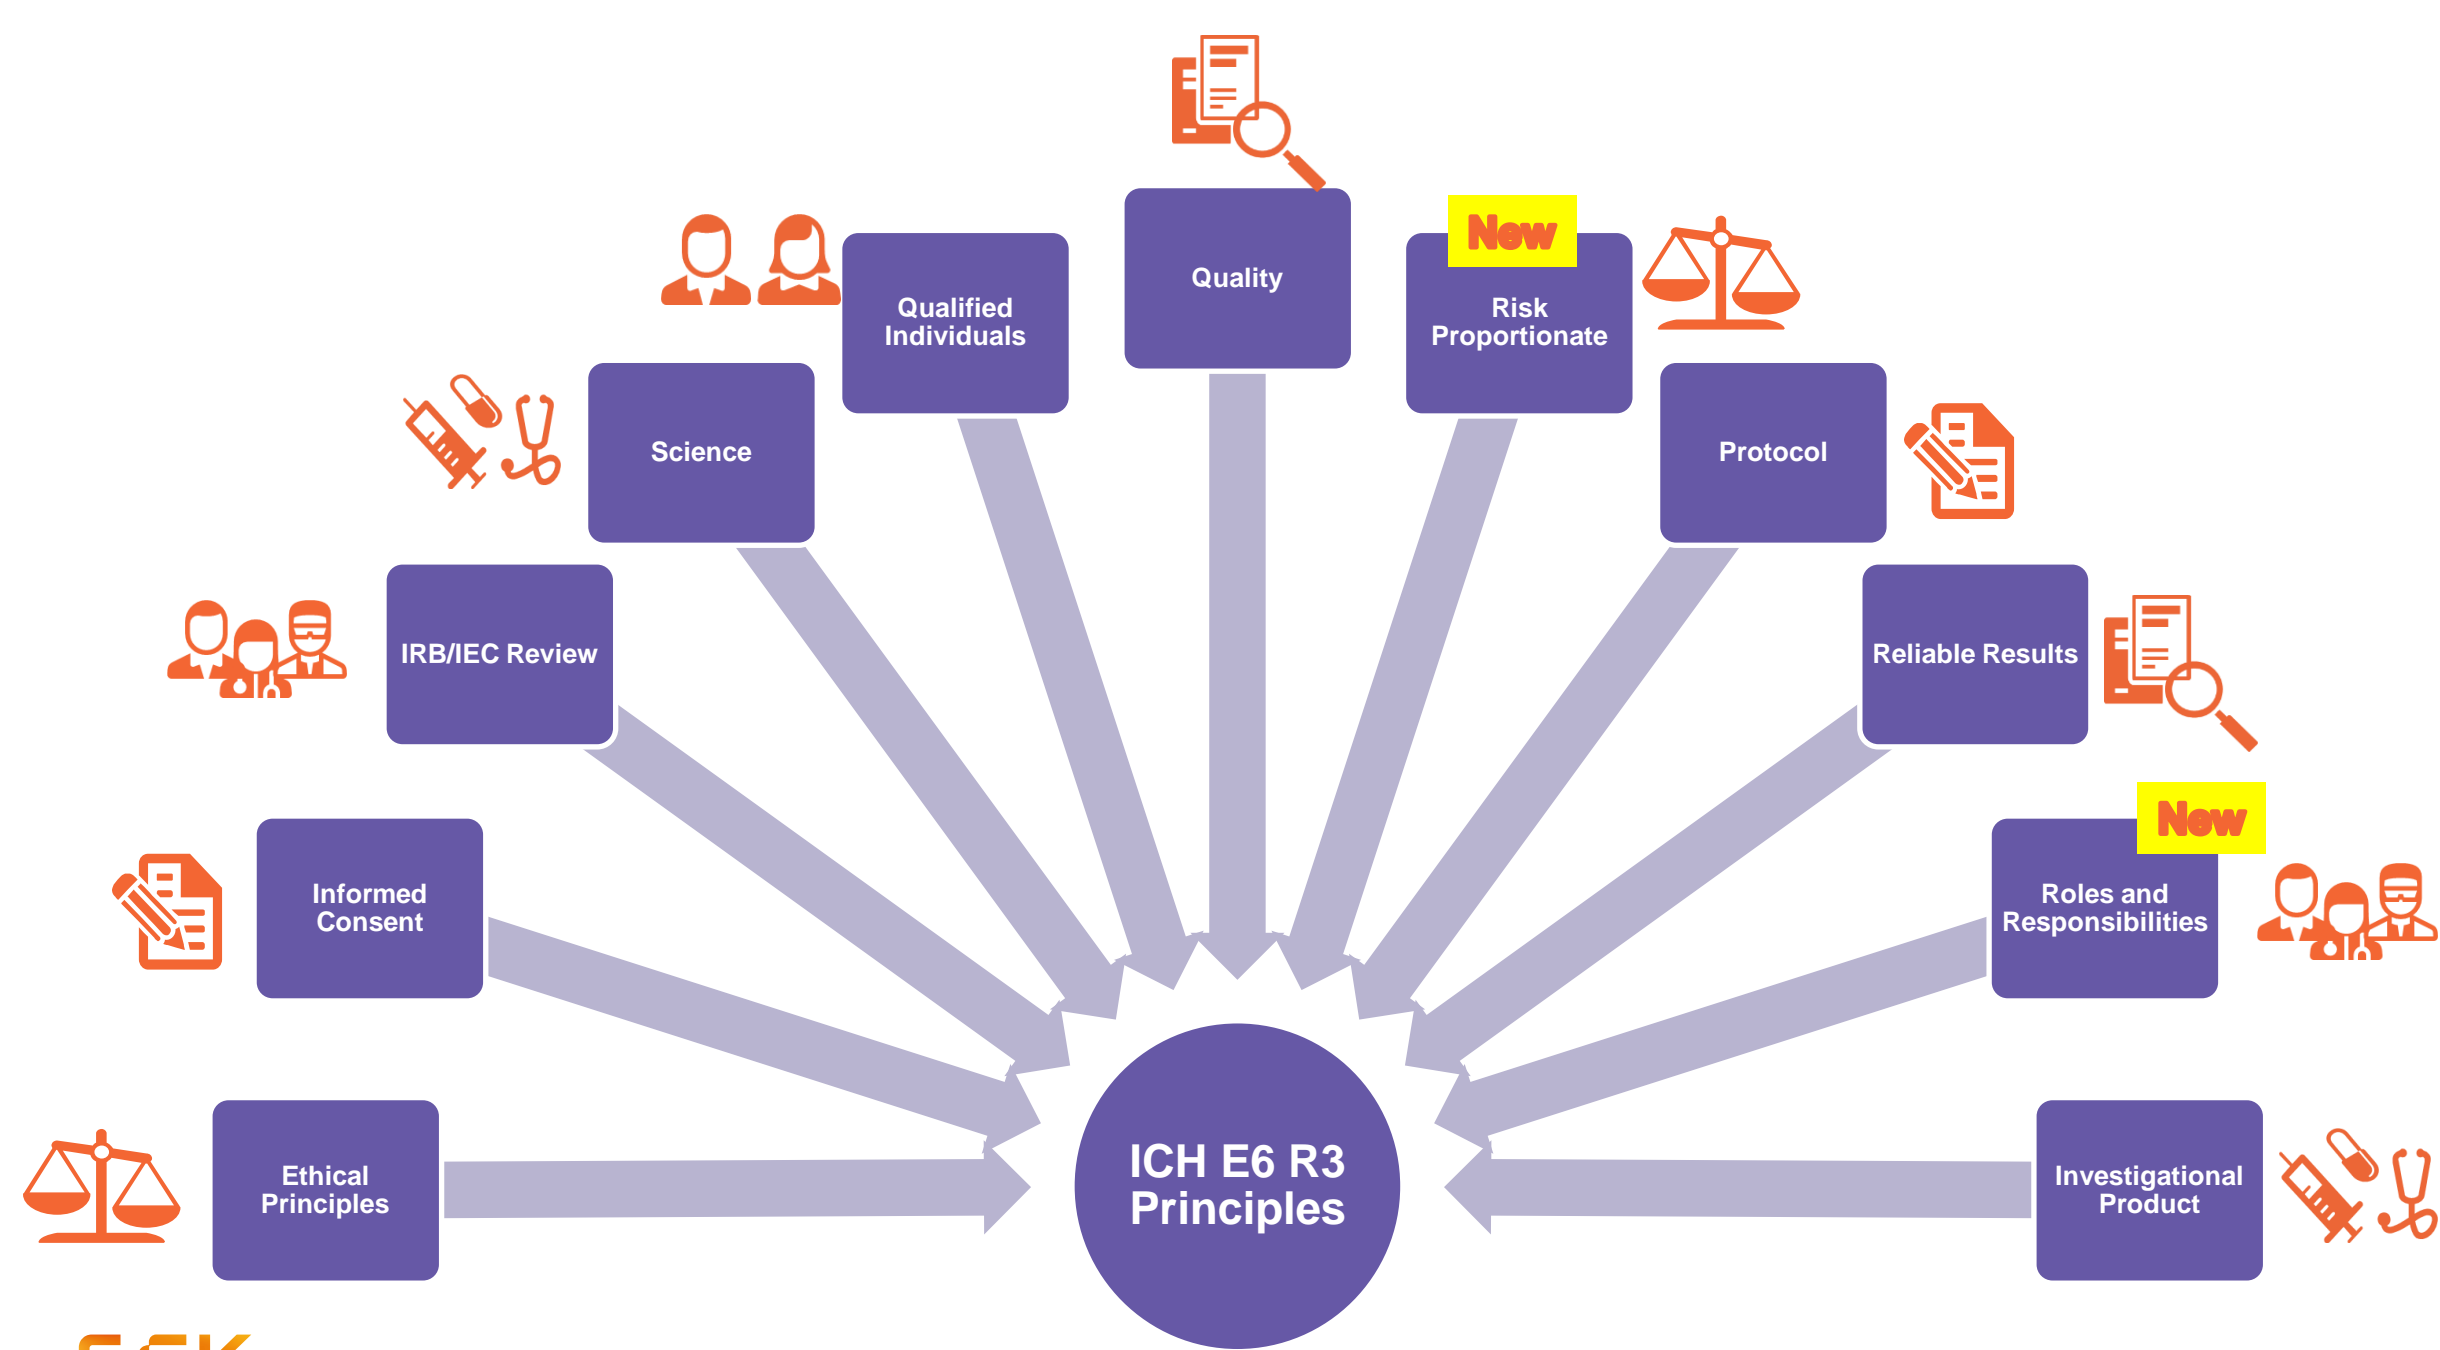 Quality
New
Risk
Proportionate
Qualified
Individuals
Science
Protocol
IRB/IEC Review
Reliable Results
New
Informed
Consent
Roles and
Responsibilities
Ethical
Principles
ICH E6 R3
Principles
Investigational
Product